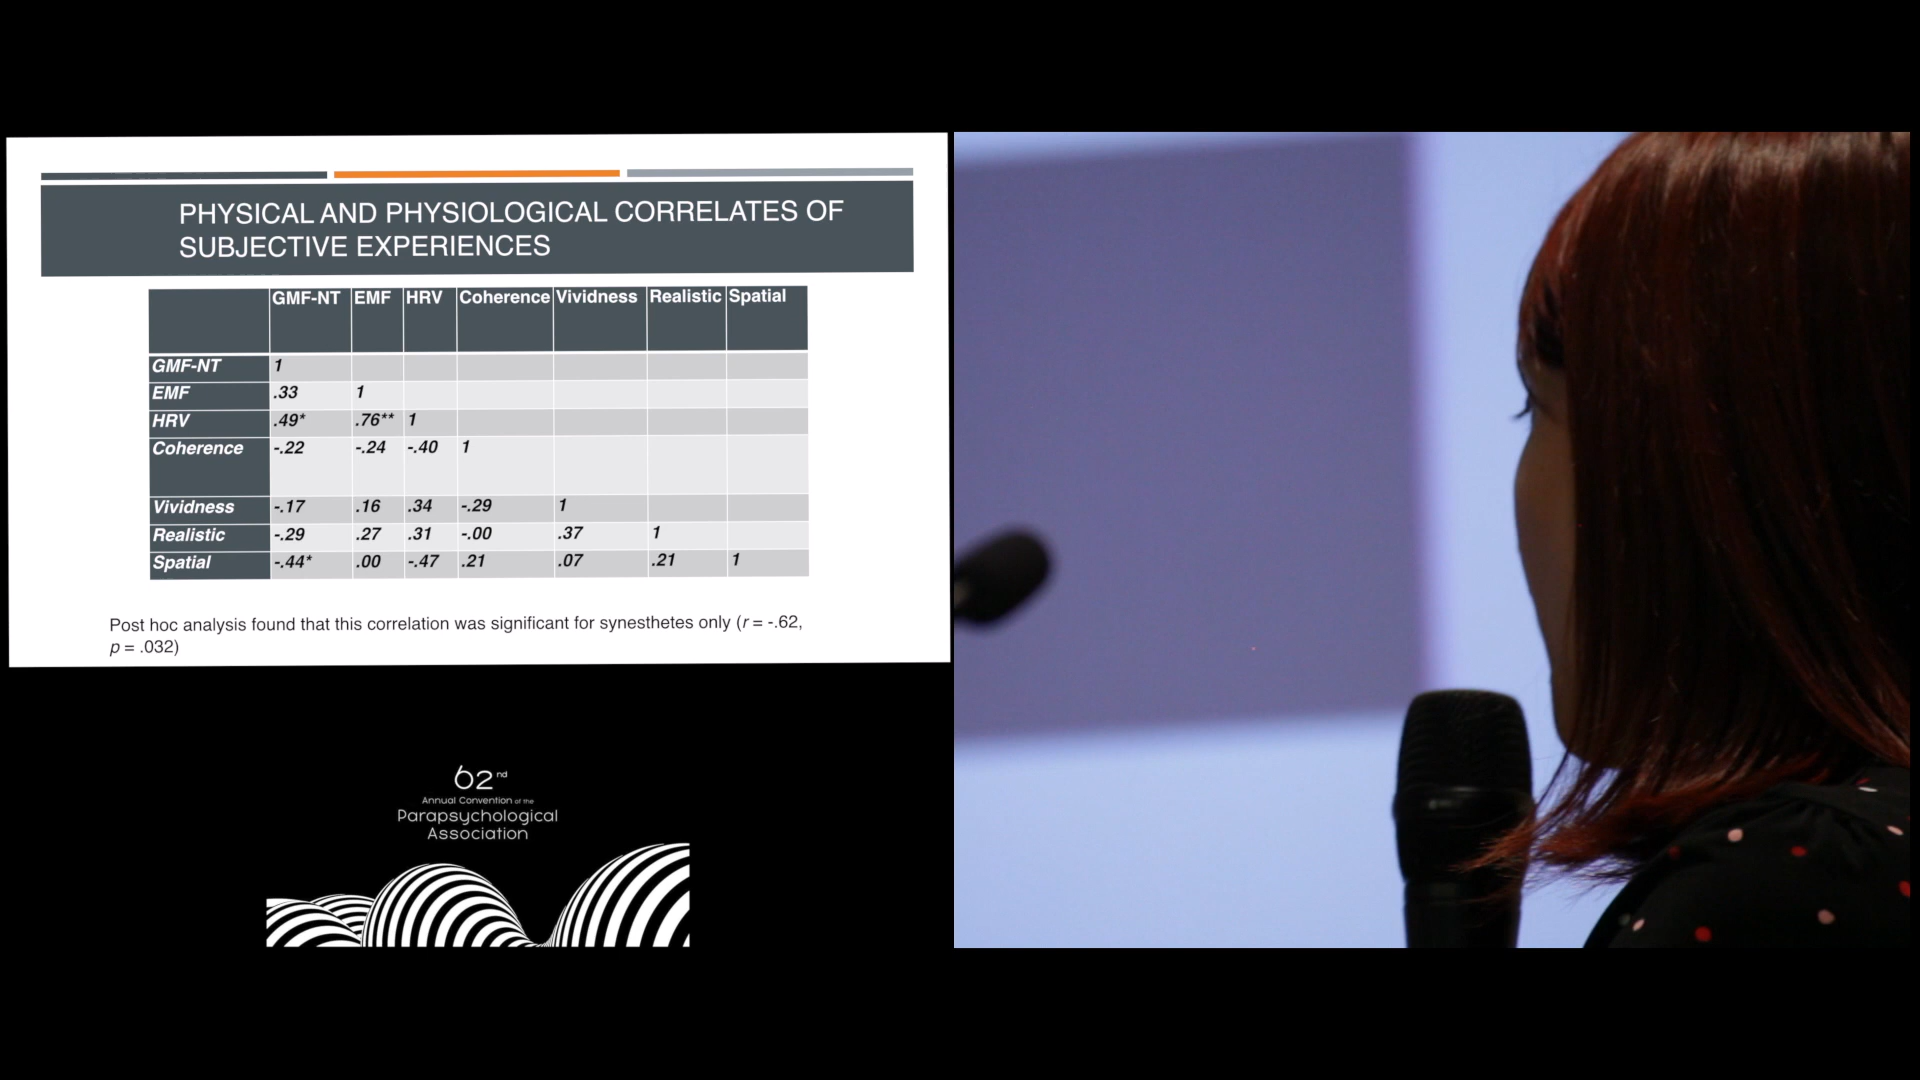 PHYSICAL AND PHYSIOLOGICAL CORRELATES OF
SUBJECTIVE EXPERIENCES
GMF-NT EMF HRV Coherence Vividness Realistic Spatial
GMF-NT 1
EMF .33 1
HRV .49* .76** 1
Coherence -.22 -.24 -.40 1
Vividness -.17 .16 .34 -.29 1
Realistic -.29 .27 .31 -.00 .37 1
Spatial -.44* .00 -.47 .21 .07 .21 1
Post hoc analysis found that this correlation was significant for synesthetes only (r = -.62,
p = .032)
62nd
Annual Convention of the
Parapsychological
Association